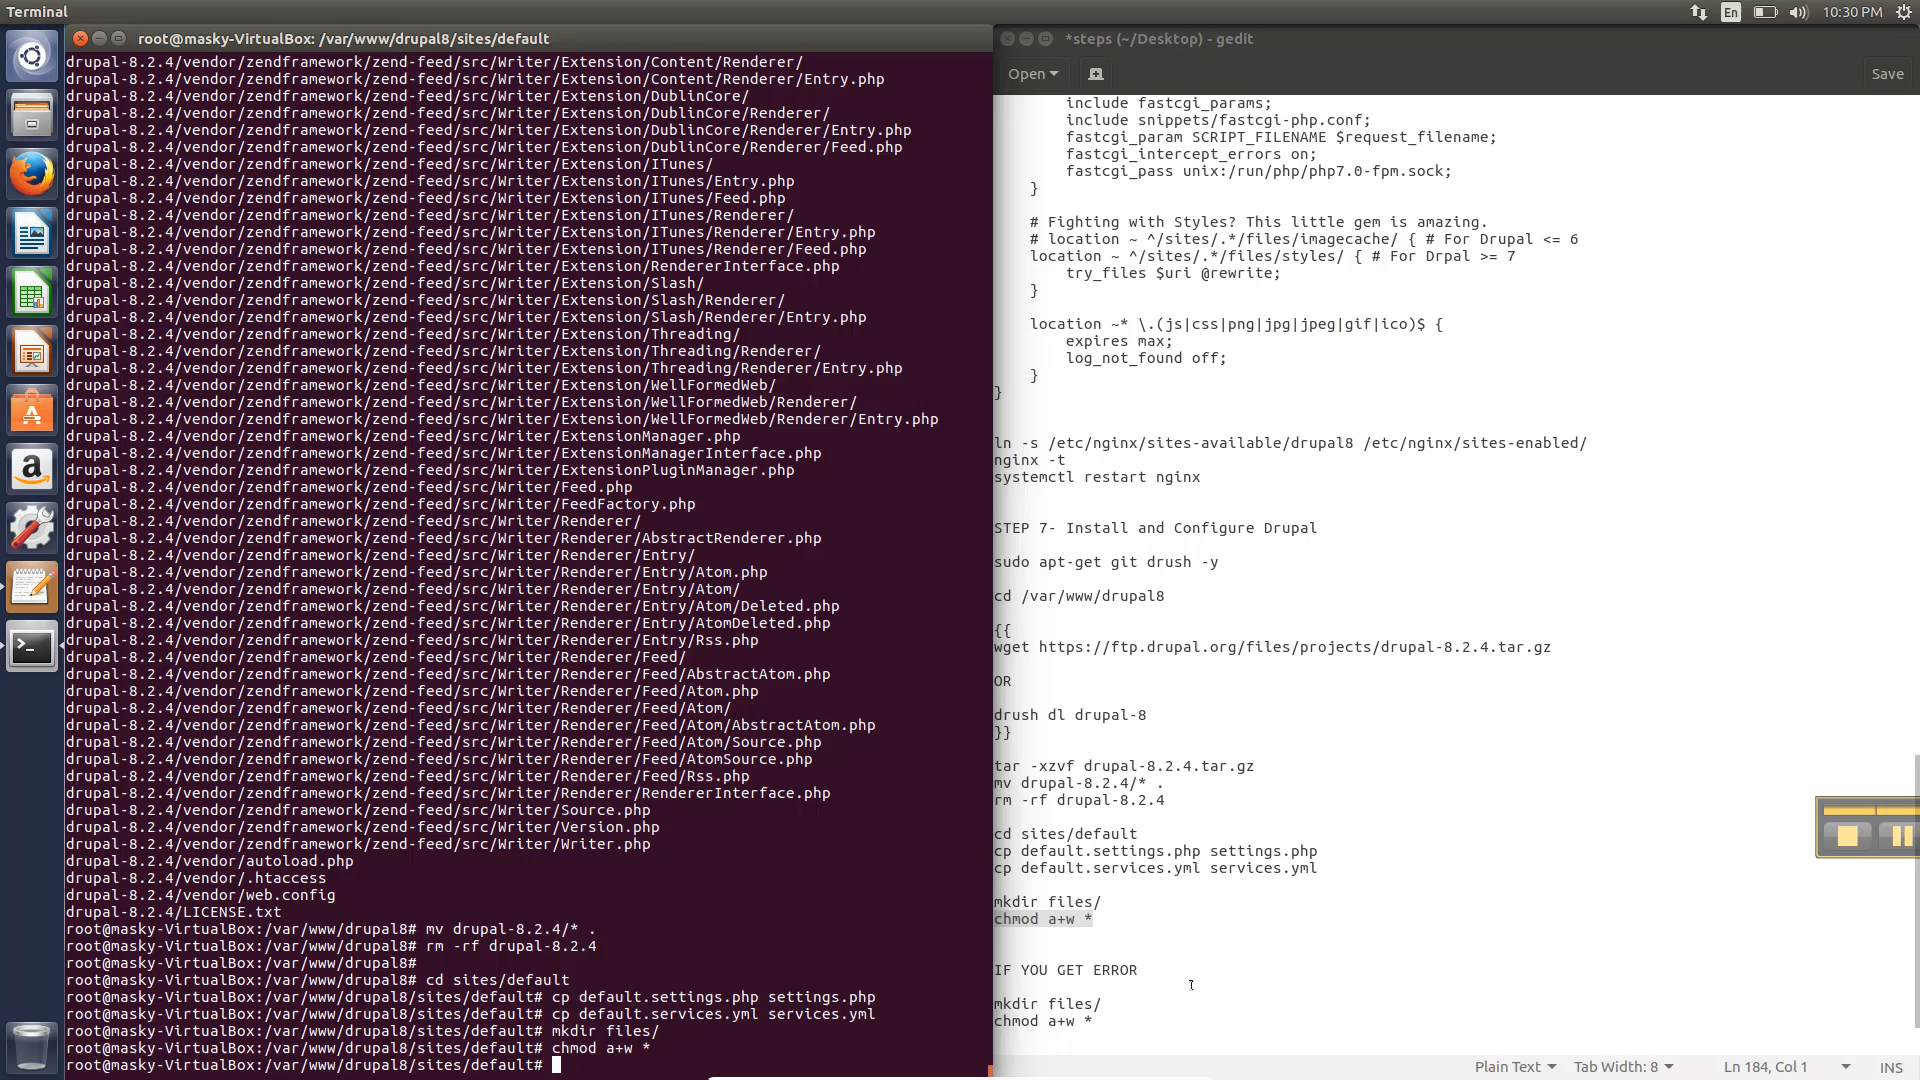 Terminal
En
10:30 PM
root@masky-VirtualBox: /var/www/drupal8/sites/default
drupal-8.2.4/vendor/zendframework/zend-feed/src/Writer/Extension/Content/Renderer/
drupal-8.2.4/vendor/zendframework/zend-feed/src/Writer/Extension/Content/Renderer/Entry.php
drupal-8.2.4/vendor/zendframework/zend-feed/src/Writer/Extension/DublinCore/
drupal-8.2.4/vendor/zendframework/zend-feed/src/Writer/Extension/DublinCore/Renderer/
drupal-8.2.4/vendor/zendframework/zend-feed/src/Writer/Extension/DublinCore/Renderer/Entry.php
drupal-8.2.4/vendor/zendframework/zend-feed/src/Writer/Extension/DublinCore/Renderer/Feed.php
drupal-8.2.4/vendor/zendframework/zend-feed/src/Writer/Extension/ITunes/
drupal-8.2.4/vendor/zendframework/zend-feed/src/Writer/Extension/ITunes/Entry.php
drupal-8.2.4/vendor/zendframework/zend-feed/src/Writer/Extension/ITunes/Feed.php
drupal-8.2.4/vendor/zendframework/zend-feed/src/Writer/Extension/ITunes/Renderer/
drupal-8.2.4/vendor/zendframework/zend-feed/src/Writer/Extension/ITunes/Renderer/Entry.php
drupal-8.2.4/vendor/zendframework/zend-feed/src/Writer/Extension/ITunes/Renderer/Feed.php
drupal-8.2.4/vendor/zendframework/zend-feed/src/Writer/Extension/RendererInterface.php
drupal-8.2.4/vendor/zendframework/zend-feed/src/Writer/Extension/Slash/
drupal-8.2.4/vendor/zendframework/zend-feed/src/Writer/Extension/Slash/Renderer/
drupal-8.2.4/vendor/zendframework/zend-feed/src/Writer/Extension/Slash/Renderer/Entry.php
drupal-8.2.4/vendor/zendframework/zend-feed/src/Writer/Extension/Threading/
drupal-8.2.4/vendor/zendframework/zend-feed/src/Writer/Extension/Threading/Renderer/
drupal-8.2.4/vendor/zendframework/zend-feed/src/Writer/Extension/Threading/Renderer/Entry.php
drupal-8.2.4/vendor/zendframework/zend-feed/src/Writer/Extension/WellFormedWeb/
drupal-8.2.4/vendor/zendframework/zend-feed/src/Writer/Extension/WellFormedWeb/Renderer/
drupal-8.2.4/vendor/zendframework/zend-feed/src/Writer/Extension/WellFormedWeb/Renderer/Entry.php
drupal-8.2.4/vendor/zendframework/zend-feed/src/Writer/ExtensionManager.php
drupal-8.2.4/vendor/zendframework/zend-feed/src/Writer/ExtensionManagerInterface.php
drupal-8.2.4/vendor/zendframework/zend-feed/src/Writer/ExtensionPluginManager.php
drupal-8.2.4/vendor/zendframework/zend-feed/src/Writer/Feed.php
drupal-8.2.4/vendor/zendframework/zend-feed/src/Writer/FeedFactory.php
drupal-8.2.4/vendor/zendframework/zend-feed/src/Writer/Renderer/
drupal-8.2.4/vendor/zendframework/zend-feed/src/Writer/Renderer/AbstractRenderer.php
drupal-8.2.4/vendor/zendframework/zend-feed/src/Writer/Renderer/Entry/
drupal-8.2.4/vendor/zendframework/zend-feed/src/Writer/Renderer/Entry/Atom.php
drupal-8.2.4/vendor/zendframework/zend-feed/src/Writer/Renderer/Entry/Atom/
drupal-8.2.4/vendor/zendframework/zend-feed/src/Writer/Renderer/Entry/Atom/Deleted.php
drupal-8.2.4/vendor/zendframework/zend-feed/src/Writer/Renderer/Entry/AtomDeleted.php
drupal-8.2.4/vendor/zendframework/zend-feed/src/Writer/Renderer/Entry/Rss.php
drupal-8.2.4/vendor/zendframework/zend-feed/src/Writer/Renderer/Feed/
drupal-8.2.4/vendor/zendframework/zend-feed/src/Writer/Renderer/Feed/AbstractAtom.php
drupal-8.2.4/vendor/zendframework/zend-feed/src/Writer/Renderer/Feed/Atom.php
drupal-8.2.4/vendor/zendframework/zend-feed/src/Writer/Renderer/Feed/Atom/
drupal-8.2.4/vendor/zendframework/zend-feed/src/Writer/Renderer/Feed/Atom/AbstractAtom.php
drupal-8.2.4/vendor/zendframework/zend-feed/src/Writer/Renderer/Feed/Atom/Source.php
drupal-8.2.4/vendor/zendframework/zend-feed/src/Writer/Renderer/Feed/AtomSource.php
drupal-8.2.4/vendor/zendframework/zend-feed/src/Writer/Renderer/Feed/Rss.php
drupal-8.2.4/vendor/zendframework/zend-feed/src/Writer/Renderer/RendererInterface.php
drupal-8.2.4/vendor/zendframework/zend-feed/src/Writer/Source.php
drupal-8.2.4/vendor/zendframework/zend-feed/src/Writer/Version.php
drupal-8.2.4/vendor/zendframework/zend-feed/src/Writer/Writer.php
drupal-8.2.4/vendor/autoload.php
drupal-8.2.4/vendor/.htaccess
drupal-8.2.4/vendor/web.config
drupal-8.2.4/LICENSE.txt
root@masky-VirtualBox:/var/www/drupal8# mv drupal-8.2.4/* .
root@masky-VirtualBox:/var/www/drupal8# rm -rf drupal-8.2.4
root@masky-VirtualBox:/var/www/drupal8#
root@masky-VirtualBox:/var/www/drupal8# cd sites/default
root@masky-VirtualBox:/var/www/drupal8/sites/default# cp default.settings.php settings.php
root@masky-VirtualBox:/var/www/drupal8/sites/default# cp default.services.yml services.yml
root@masky-VirtualBox:/var/www/drupal8/sites/default# mkdir files/
root@masky-VirtualBox:/var/www/drupal8/sites/default# chmod a+w *
root@masky-VirtualBox:/var/www/drupal8/sites/default#
*steps (~/Desktop) - gedit
Open
Save
include fastcgi_params;
include snippets/fastcgi-php.conf;
fastcgi_param SCRIPT_FILENAME $request_filename;
fastcgi_intercept_errors on;
fastcgi_pass unix:/run/php/php7.0-fpm.sock;
}
# Fighting with Styles? This little gem is amazing.
# location ~ ^/sites/.*/files/imagecache/ { # For Drupal <= 6
location ~ ^/sites/.*/files/styles/ { # For Drpal >= 7
try_files $uri @rewrite;
}
location ~* \.(js|css|png|jpg|jpeg|gif|ico)$ {
expires max;
log_not_found off;
}
}
ln -s /etc/nginx/sites-available/drupal8 /etc/nginx/sites-enabled/
nginx -t
systemctl restart nginx
STEP 7- Install and Configure Drupal
sudo apt-get git drush -y
cd /var/www/drupal8
{{
wget https://ftp.drupal.org/files/projects/drupal-8.2.4.tar.gz
OR
drush dl drupal-8
}}
tar -xzvf drupal-8.2.4.tar.gz
mv drupal-8.2.4/* .
rm -rf drupal-8.2.4
cd sites/default
cp default.settings.php settings.php
cp default.services.yml services.yml
mkdir files/
chmod a+w *
IF YOU GET ERROR
mkdir files/
chmod a+w *
Plain Text
Tab Width: 8
Ln 184, Col 1
INS